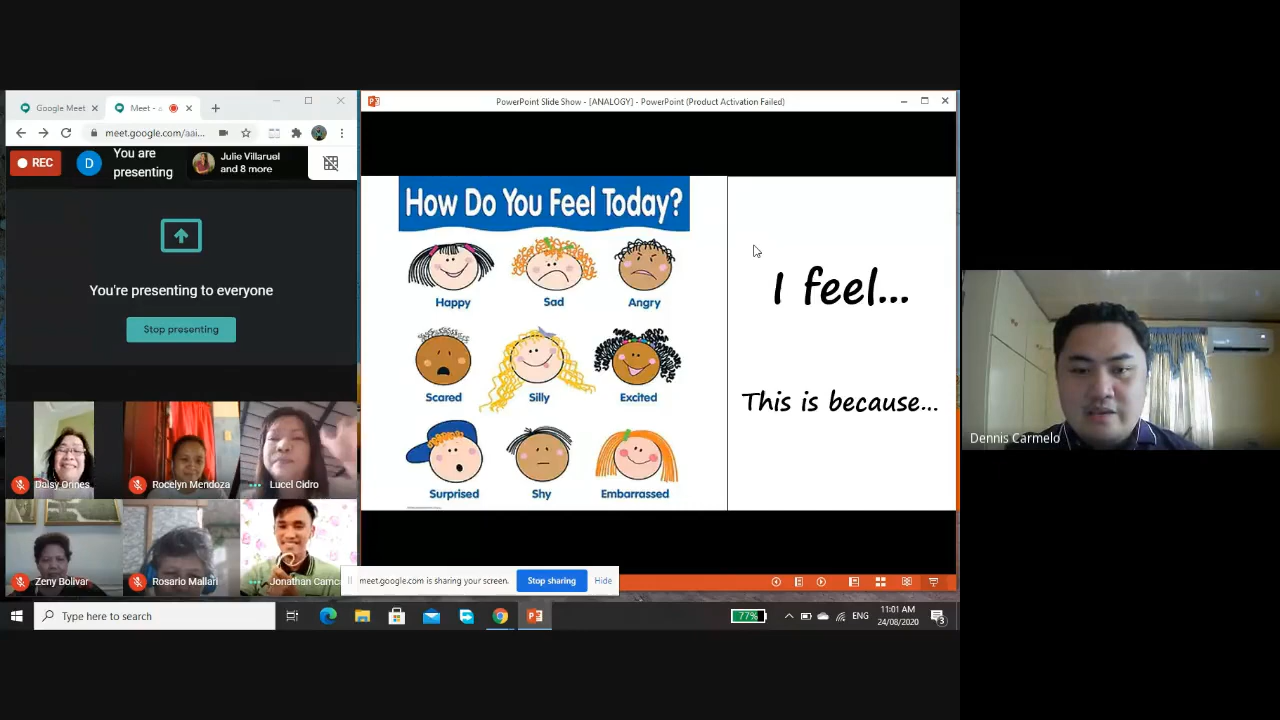 Google Meet
Meet - a
meet.google.com/aai...
REC
D
You are
presenting
Julie Villaruel
and 8 more
You're presenting to everyone
Stop presenting
Daisy Orines
Rocelyn Mendoza
Lucel Cidro
Zeny Bolivar
Rosario Mallari
Jonathan Camc
PowerPoint Slide Show - [ANALOGY] - PowerPoint (Product Activation Failed)
How Do You Feel Today?
Happy
Sad
Angry
Scared
Silly
Excited
Surprised
Shy
Embarrassed
I feel...
This is because...
Dennis Carmelo
meet.google.com is sharing your screen.
Stop sharing
Hide
Type here to search
77%
ENG
11:01 AM
24/08/2020
3